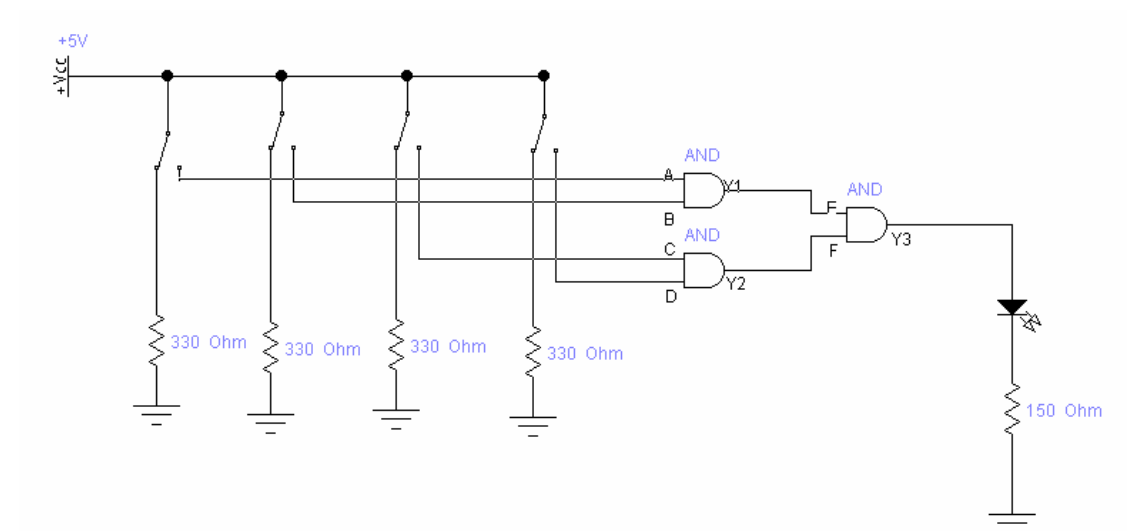 +5V
+Vcc
AND
A
Y1
B
AND
E
Y3
F
AND
C
Y2
D
330 Ohm
330 Ohm
330 Ohm
330 Ohm
150 Ohm